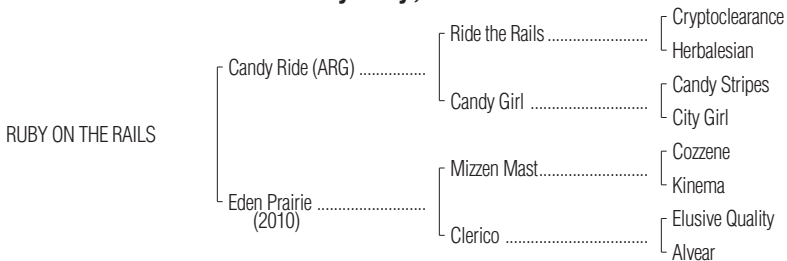 Cryptoclearance
Ride the Rails
Herbalesian
Candy Ride (ARG)
Candy Stripes
Candy Girl
City Girl
RUBY ON THE RAILS
Cozzene
Mizzen Mast
Kinema
Eden Prairie
(2010)
Elusive Quality
Clerico
Alvear